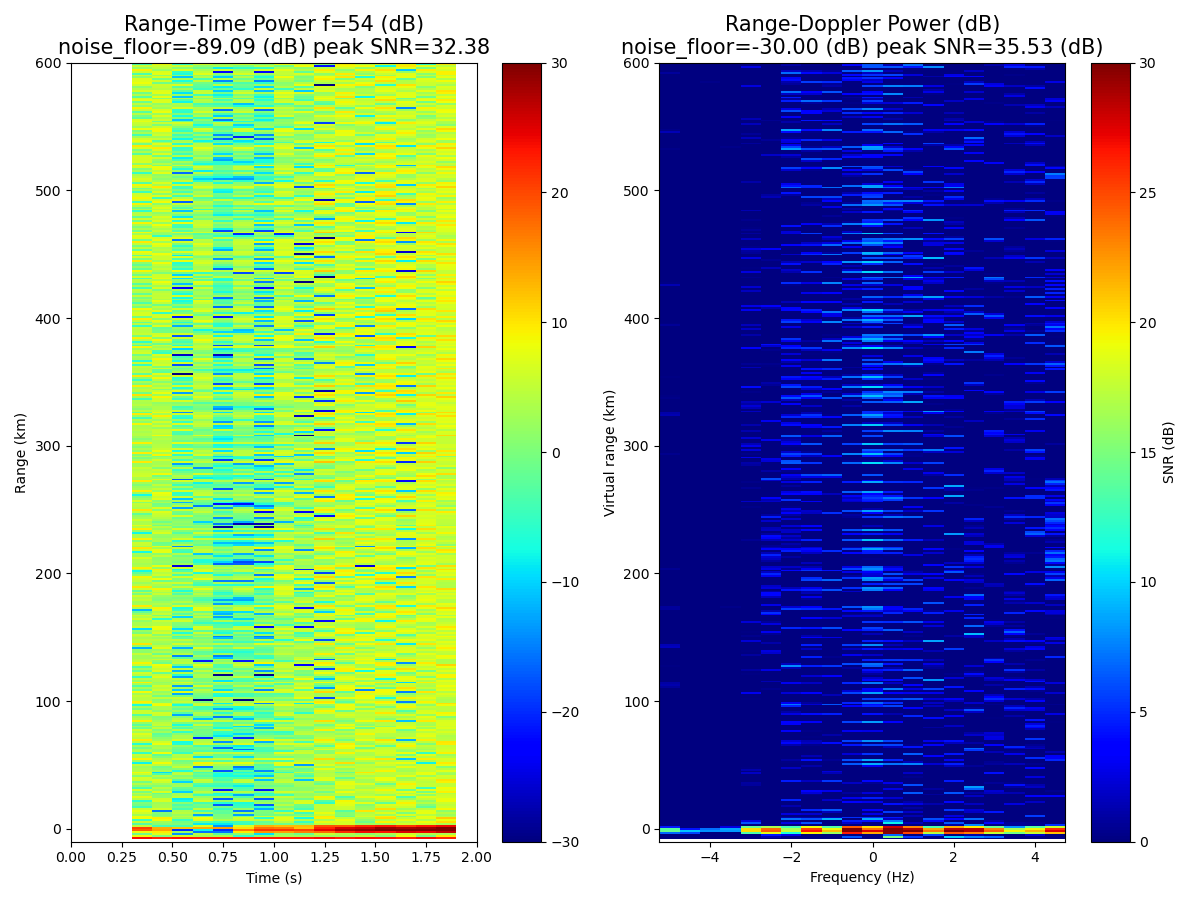 Range-Time Power f=54 (dB)
noise_floor=-89.09 (dB) peak SNR=32.38
Range (km)
600
500
400
300
200
100
0
0.00 0.25 0.50 0.75 1.00 1.25 1.50 1.75 2.00
Time (s)
30
20
10
0
−10
−20
−30
Range-Doppler Power (dB)
noise_floor=-30.00 (dB) peak SNR=35.53 (dB)
Virtual range (km)
600
500
400
300
200
100
0
−4 −2 0 2 4
Frequency (Hz)
30
25
20
15
10
5
0
SNR (dB)